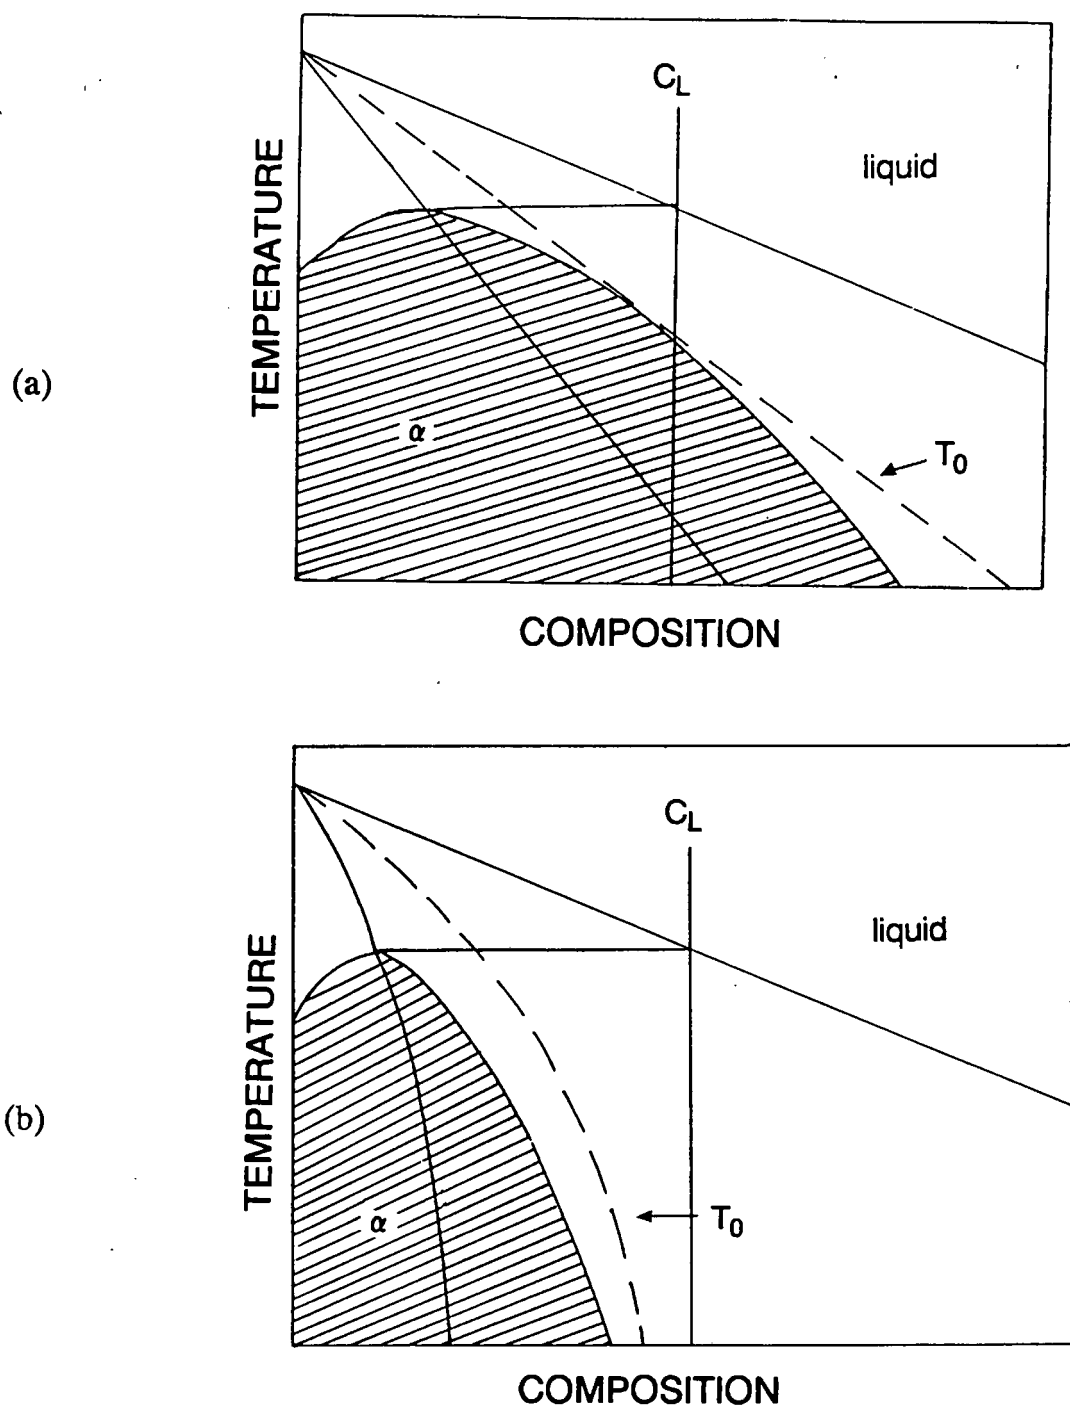 C_L
liquid
TEMPERATURE
(a)
α
T_0
COMPOSITION
C_L
liquid
TEMPERATURE
(b)
α
T_0
COMPOSITION